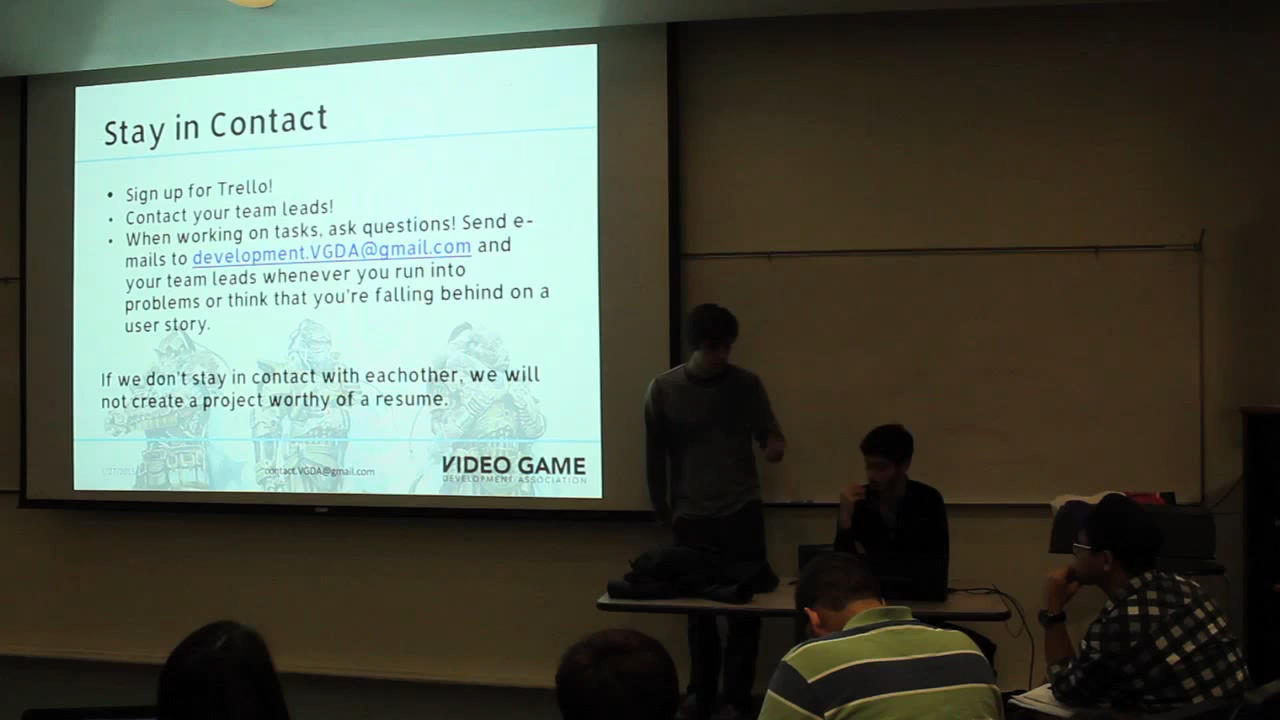 Stay in Contact
• Sign up for Trello!
• Contact your team leads!
• When working on tasks, ask questions! Send e-
mails to development.VGDA@gmail.com and
your team leads whenever you run into
problems or think that you're falling behind on a
user story.
If we don't stay in contact with eachother, we will
not create a project worthy of a resume.
1/27/2015
contact.VGDA@gmail.com
VIDEO GAME
DEVELOPMENT ASSOCIATION